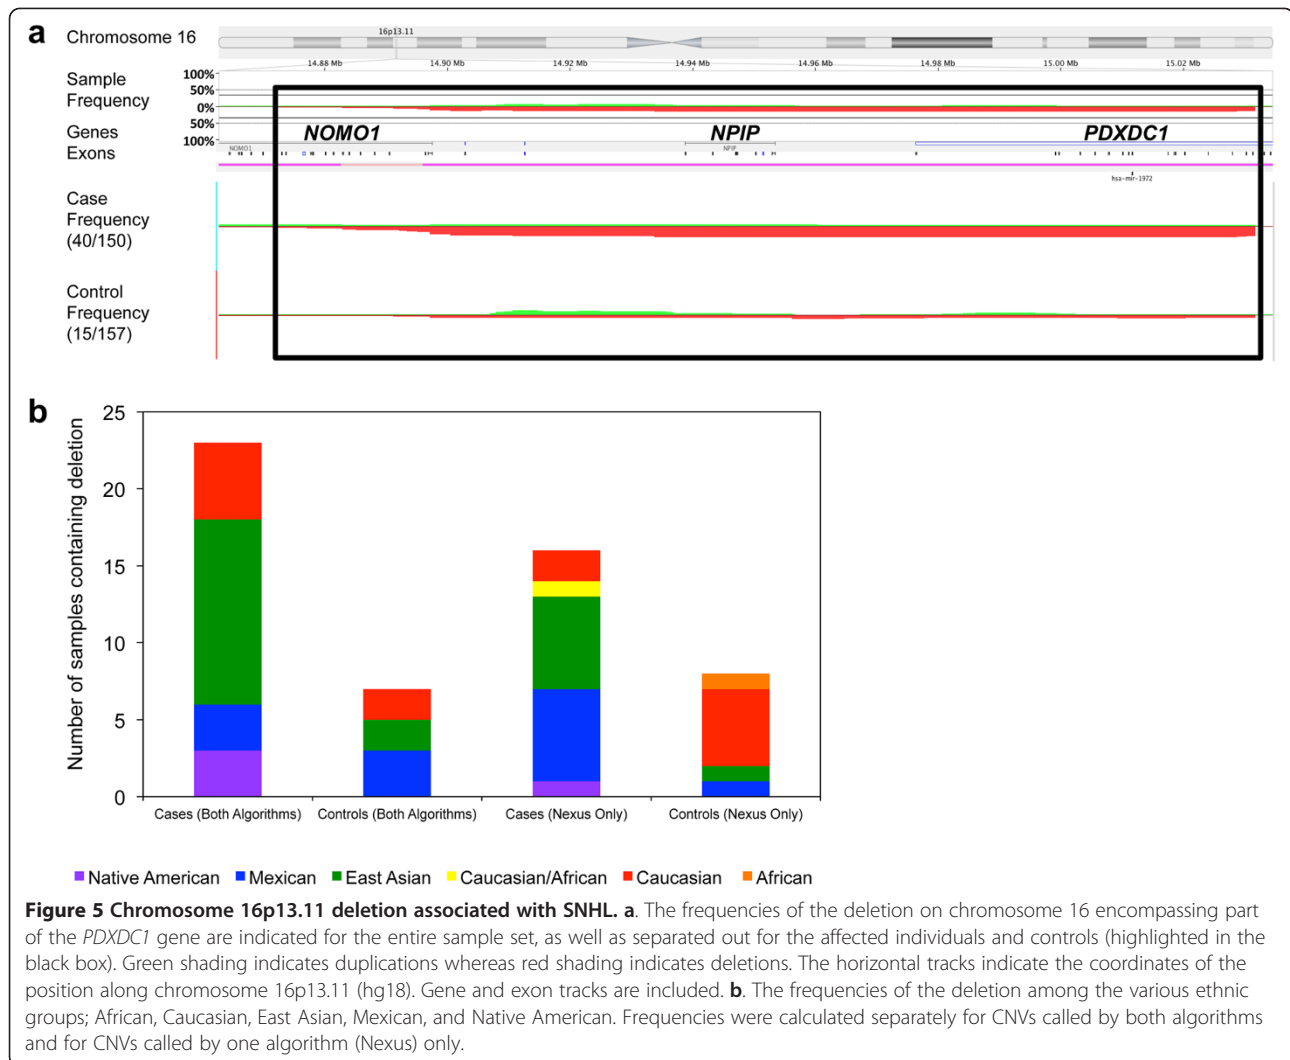 a
Chromosome 16
16p13.11
14.88 Mb 14.90 Mb 14.92 Mb 14.94 Mb 14.96 Mb 14.98 Mb 15.00 Mb 15.02 Mb
Sample
Frequency
100%
50%
0%
50%
100%
Genes
Exons
NOMO1 NPIP PDXDC1
NOMO1 NPIP
hsa-mir-1972
Case
Frequency
(40/150)
Control
Frequency
(15/157)
b
Number of samples containing deletion
25
20
15
10
5
0
Cases (Both Algorithms) Controls (Both Algorithms) Cases (Nexus Only) Controls (Nexus Only)
Native American Mexican East Asian Caucasian/African Caucasian African
Figure 5 Chromosome 16p13.11 deletion associated with SNHL. a. The frequencies of the deletion on chromosome 16 encompassing part
of the PDXDC1 gene are indicated for the entire sample set, as well as separated out for the affected individuals and controls (highlighted in the
black box). Green shading indicates duplications whereas red shading indicates deletions. The horizontal tracks indicate the coordinates of the
position along chromosome 16p13.11 (hg18). Gene and exon tracks are included. b. The frequencies of the deletion among the various ethnic
groups; African, Caucasian, East Asian, Mexican, and Native American. Frequencies were calculated separately for CNVs called by both algorithms
and for CNVs called by one algorithm (Nexus) only.